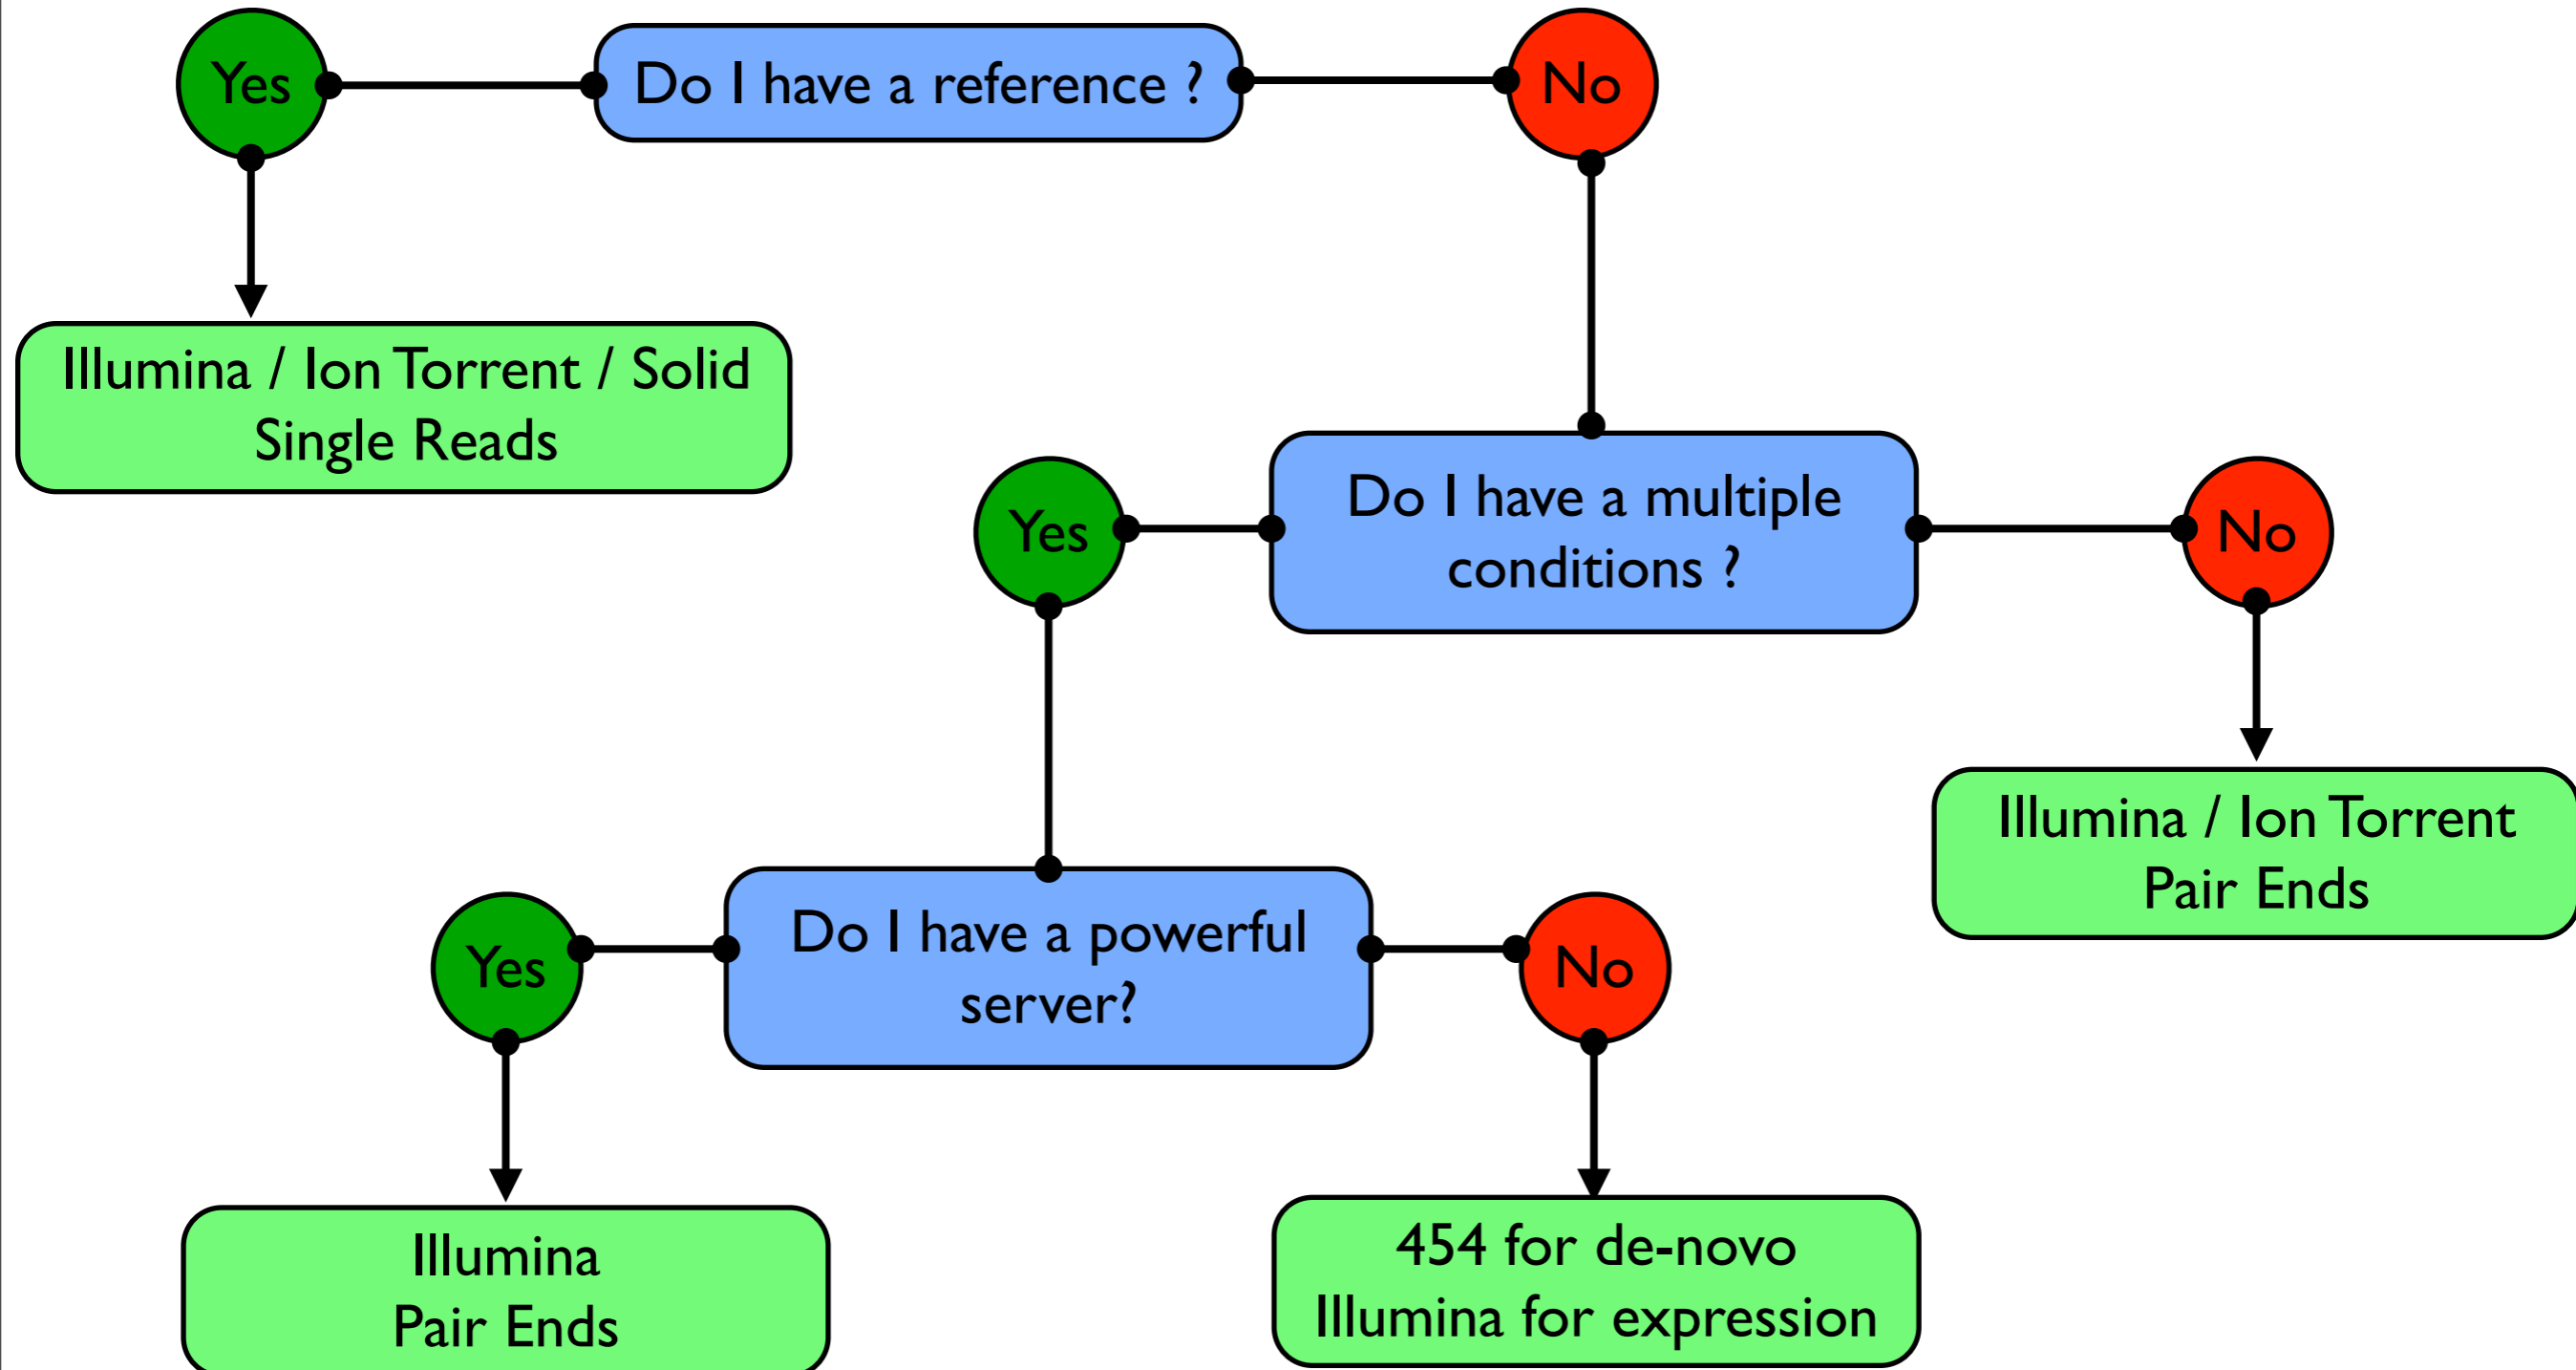 Yes
Do I have a reference ?
No
Illumina / Ion Torrent / Solid
Single Reads
Yes
Do I have a multiple
conditions ?
No
Illumina / Ion Torrent
Pair Ends
Yes
Do I have a powerful
server?
No
Illumina
Pair Ends
454 for de-novo
Illumina for expression